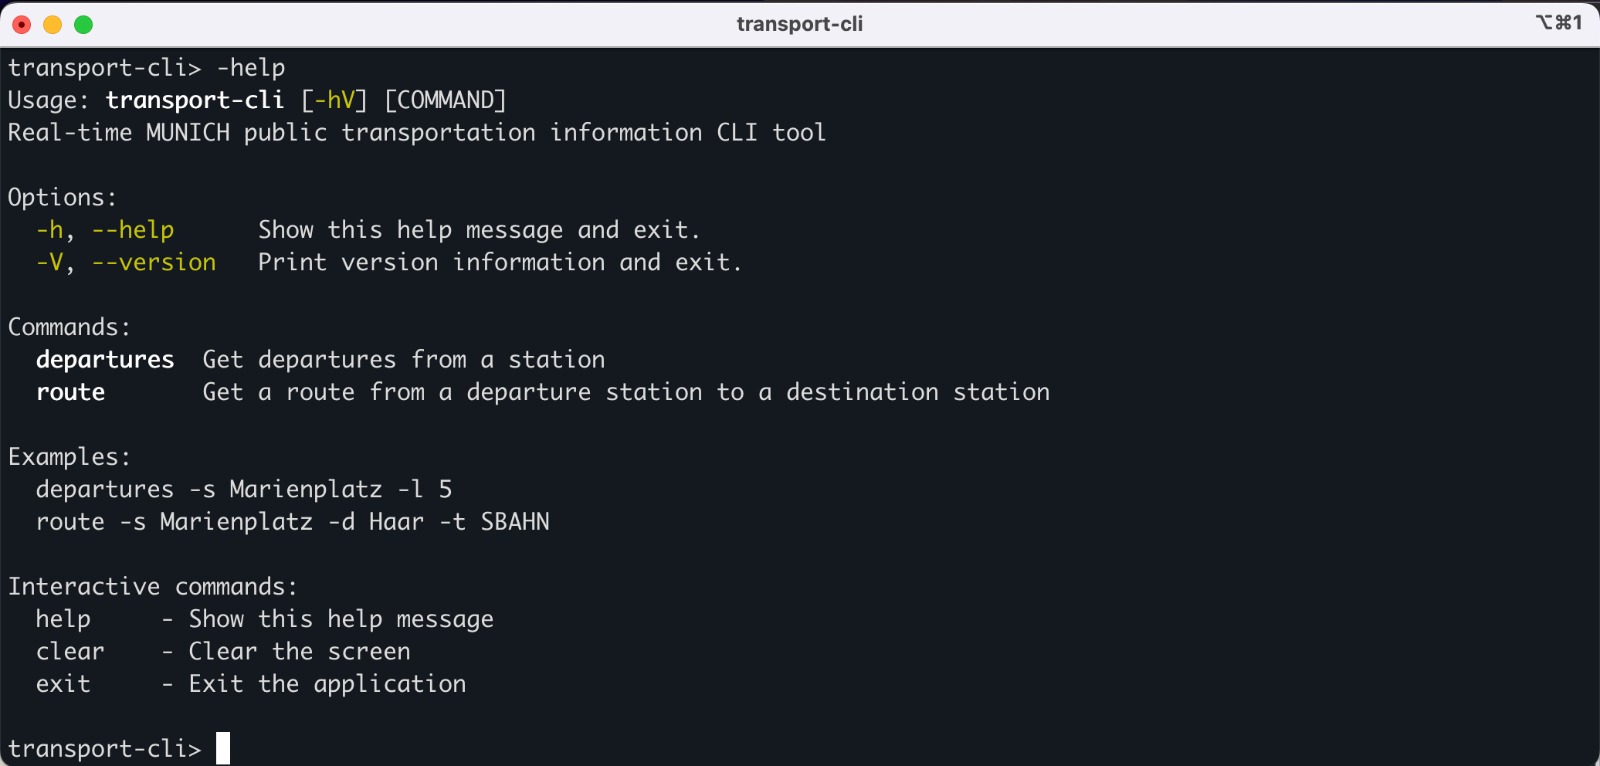 transport-cli
⌥⌘1
transport-cli> -help
Usage: transport-cli [-hV] [COMMAND]
Real-time MUNICH public transportation information CLI tool

Options:
  -h, --help      Show this help message and exit.
  -V, --version   Print version information and exit.

Commands:
  departures  Get departures from a station
  route       Get a route from a departure station to a destination station

Examples:
  departures -s Marienplatz -l 5
  route -s Marienplatz -d Haar -t SBAHN

Interactive commands:
  help     - Show this help message
  clear    - Clear the screen
  exit     - Exit the application

transport-cli>